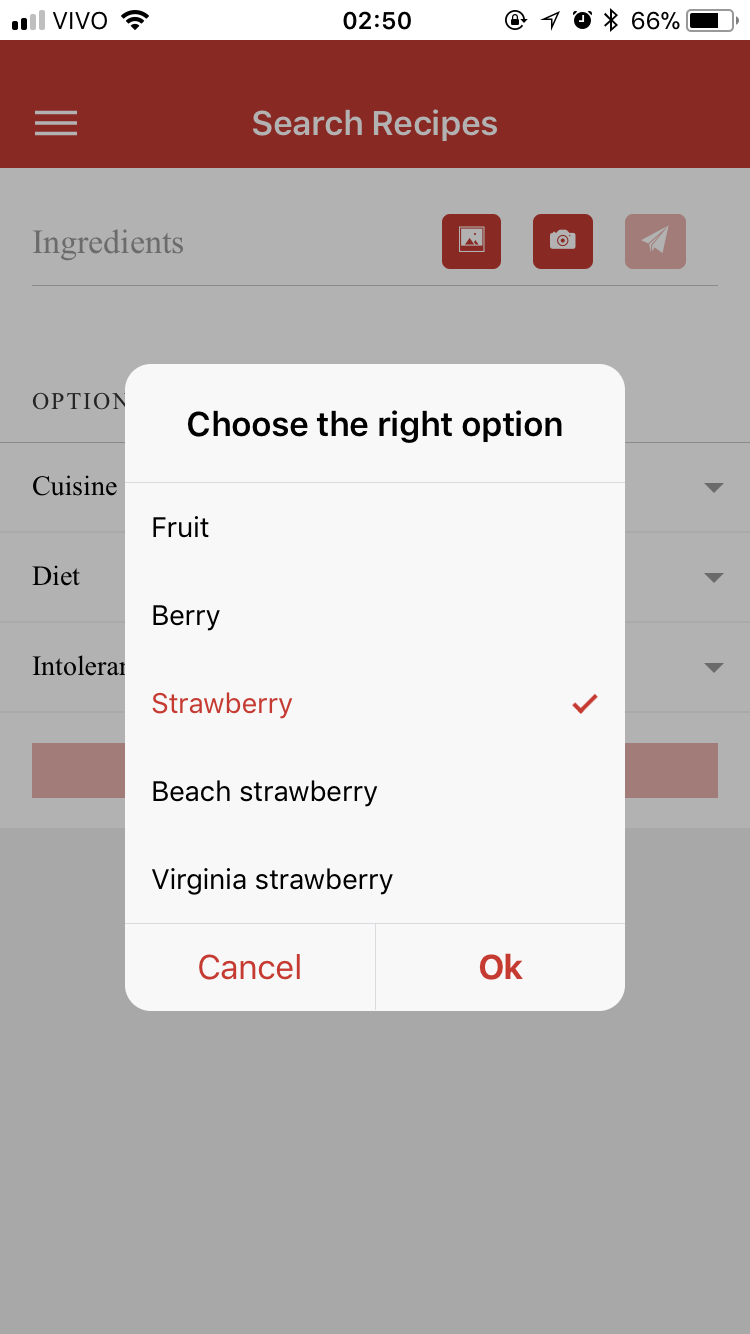 VIVO 02:50 66%
Search Recipes
Ingredients
OPTION
Choose the right option
Cuisine
Fruit
Diet
Berry
Strawberry
Beach strawberry
Virginia strawberry
Cancel Ok